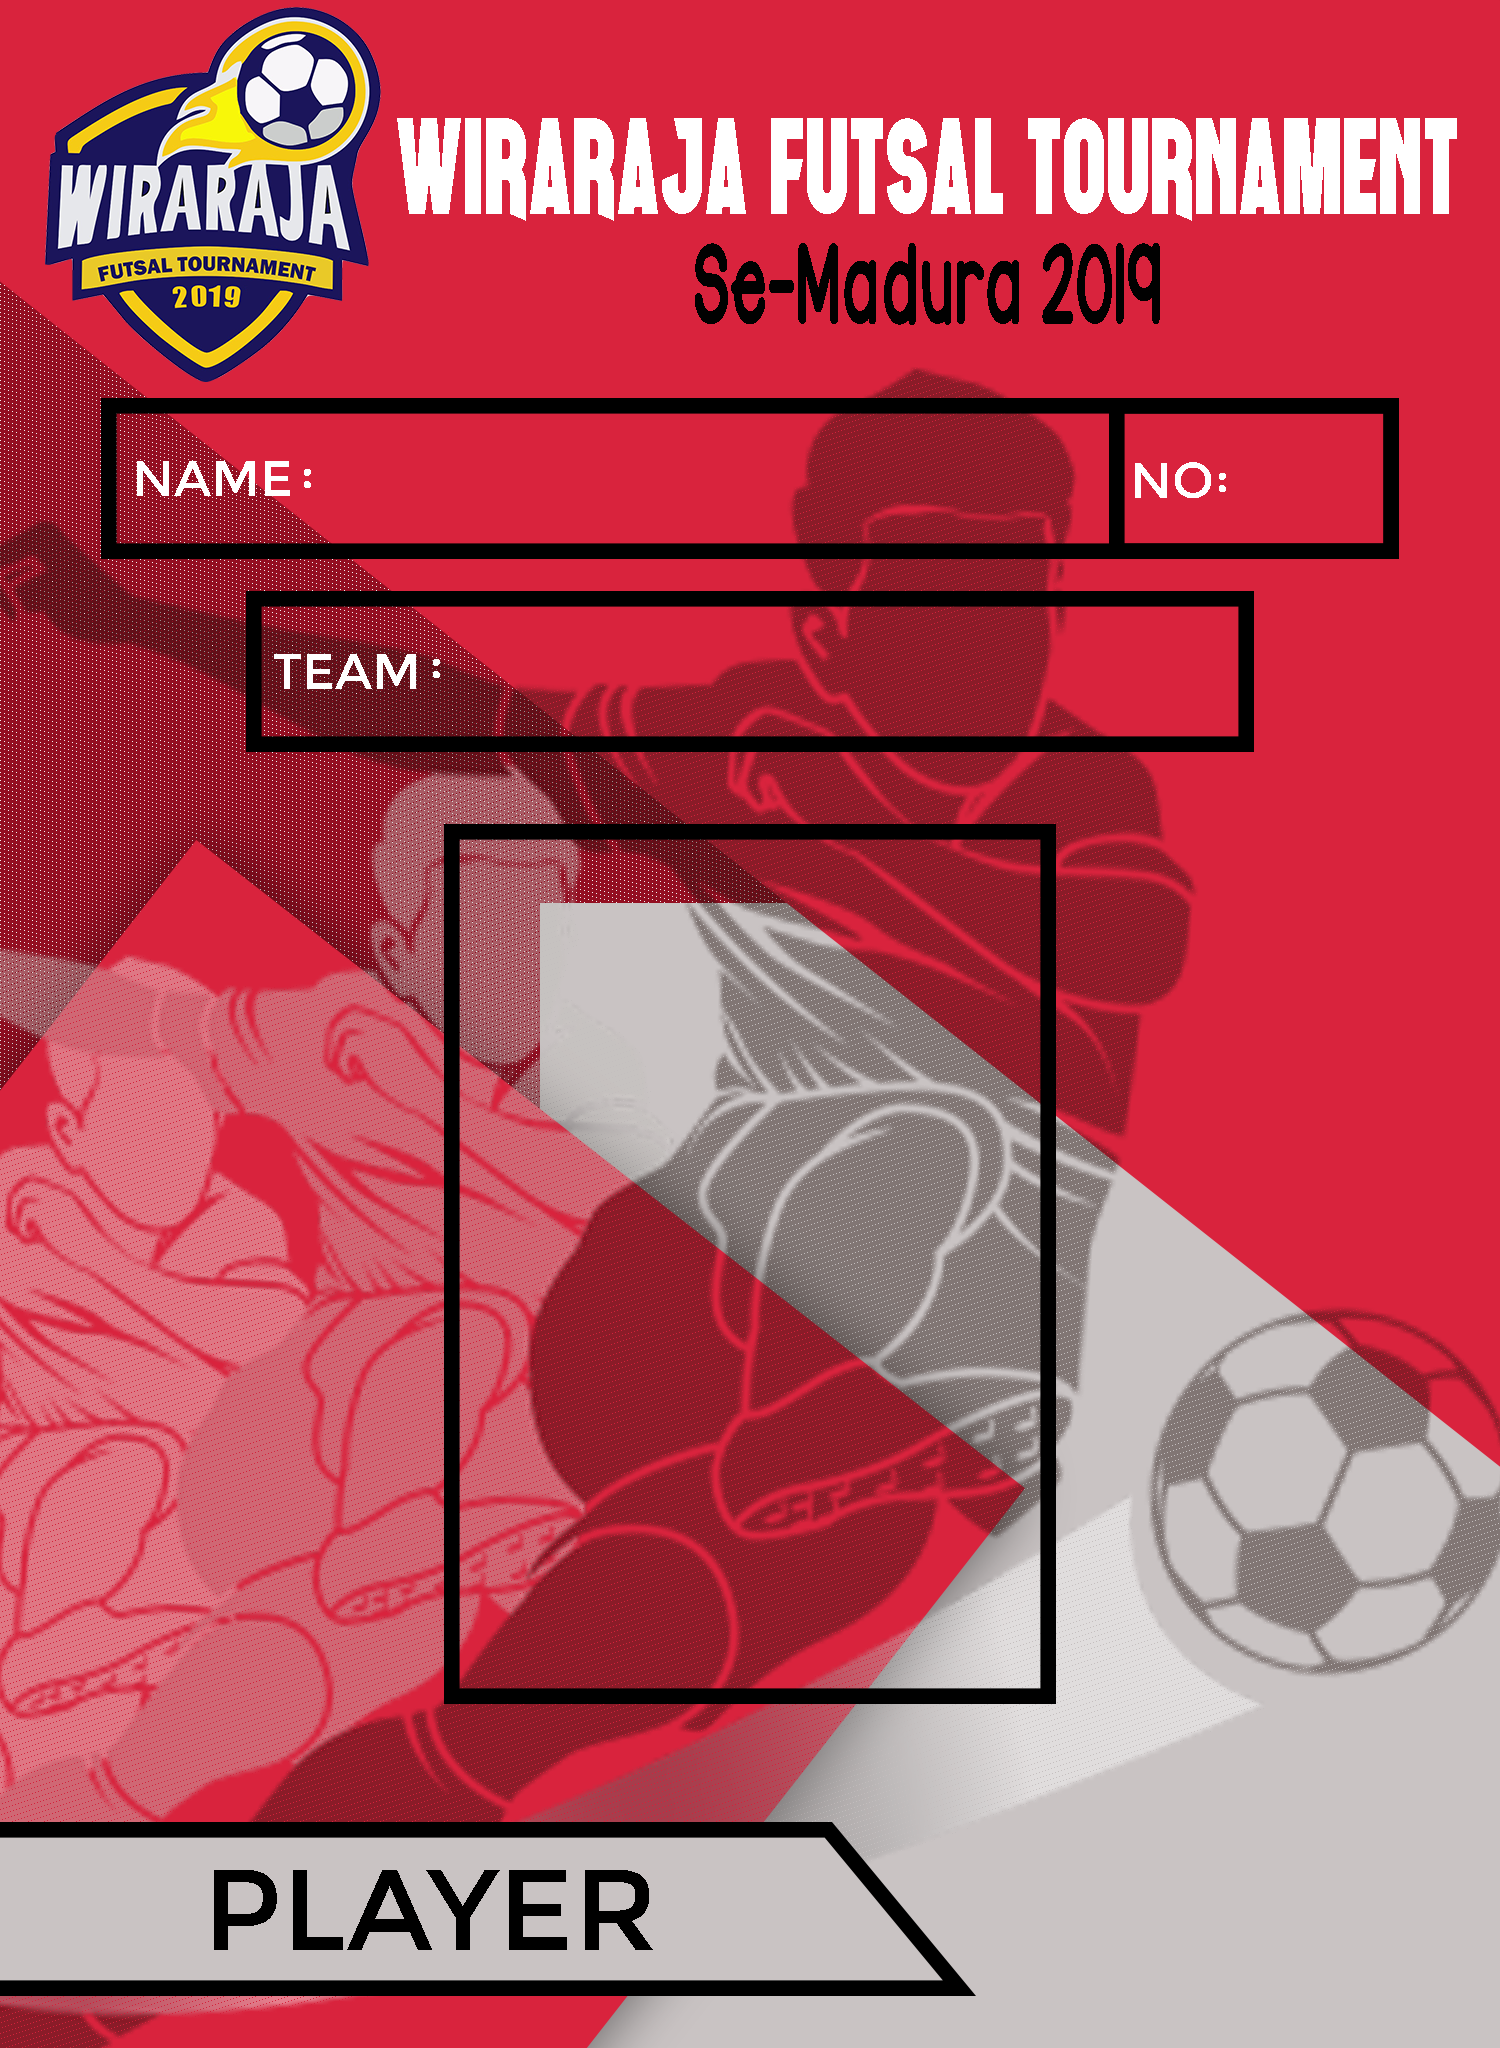 WIRARAJA
FUTSAL TOURNAMENT
2019
WIRARAJA FUTSAL TOURNAMENT
Se-Madura 2019
NAME :
NO:
TEAM :
PLAYER